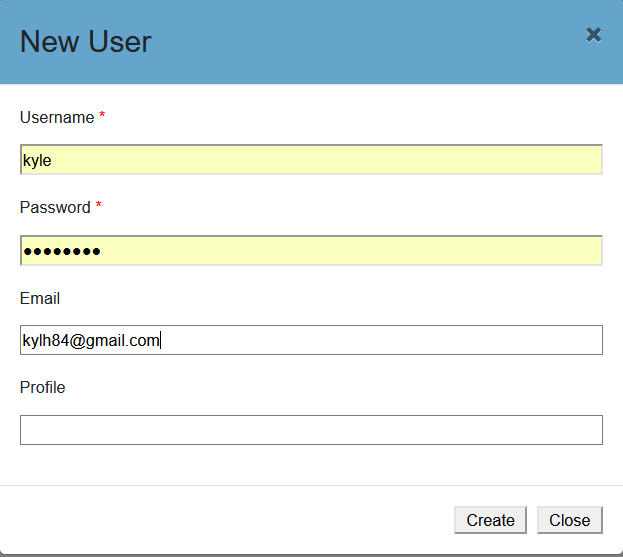 New User
Username *
kyle
Password *
••••••••
Email
kylh84@gmail.com
Profile
Create Close